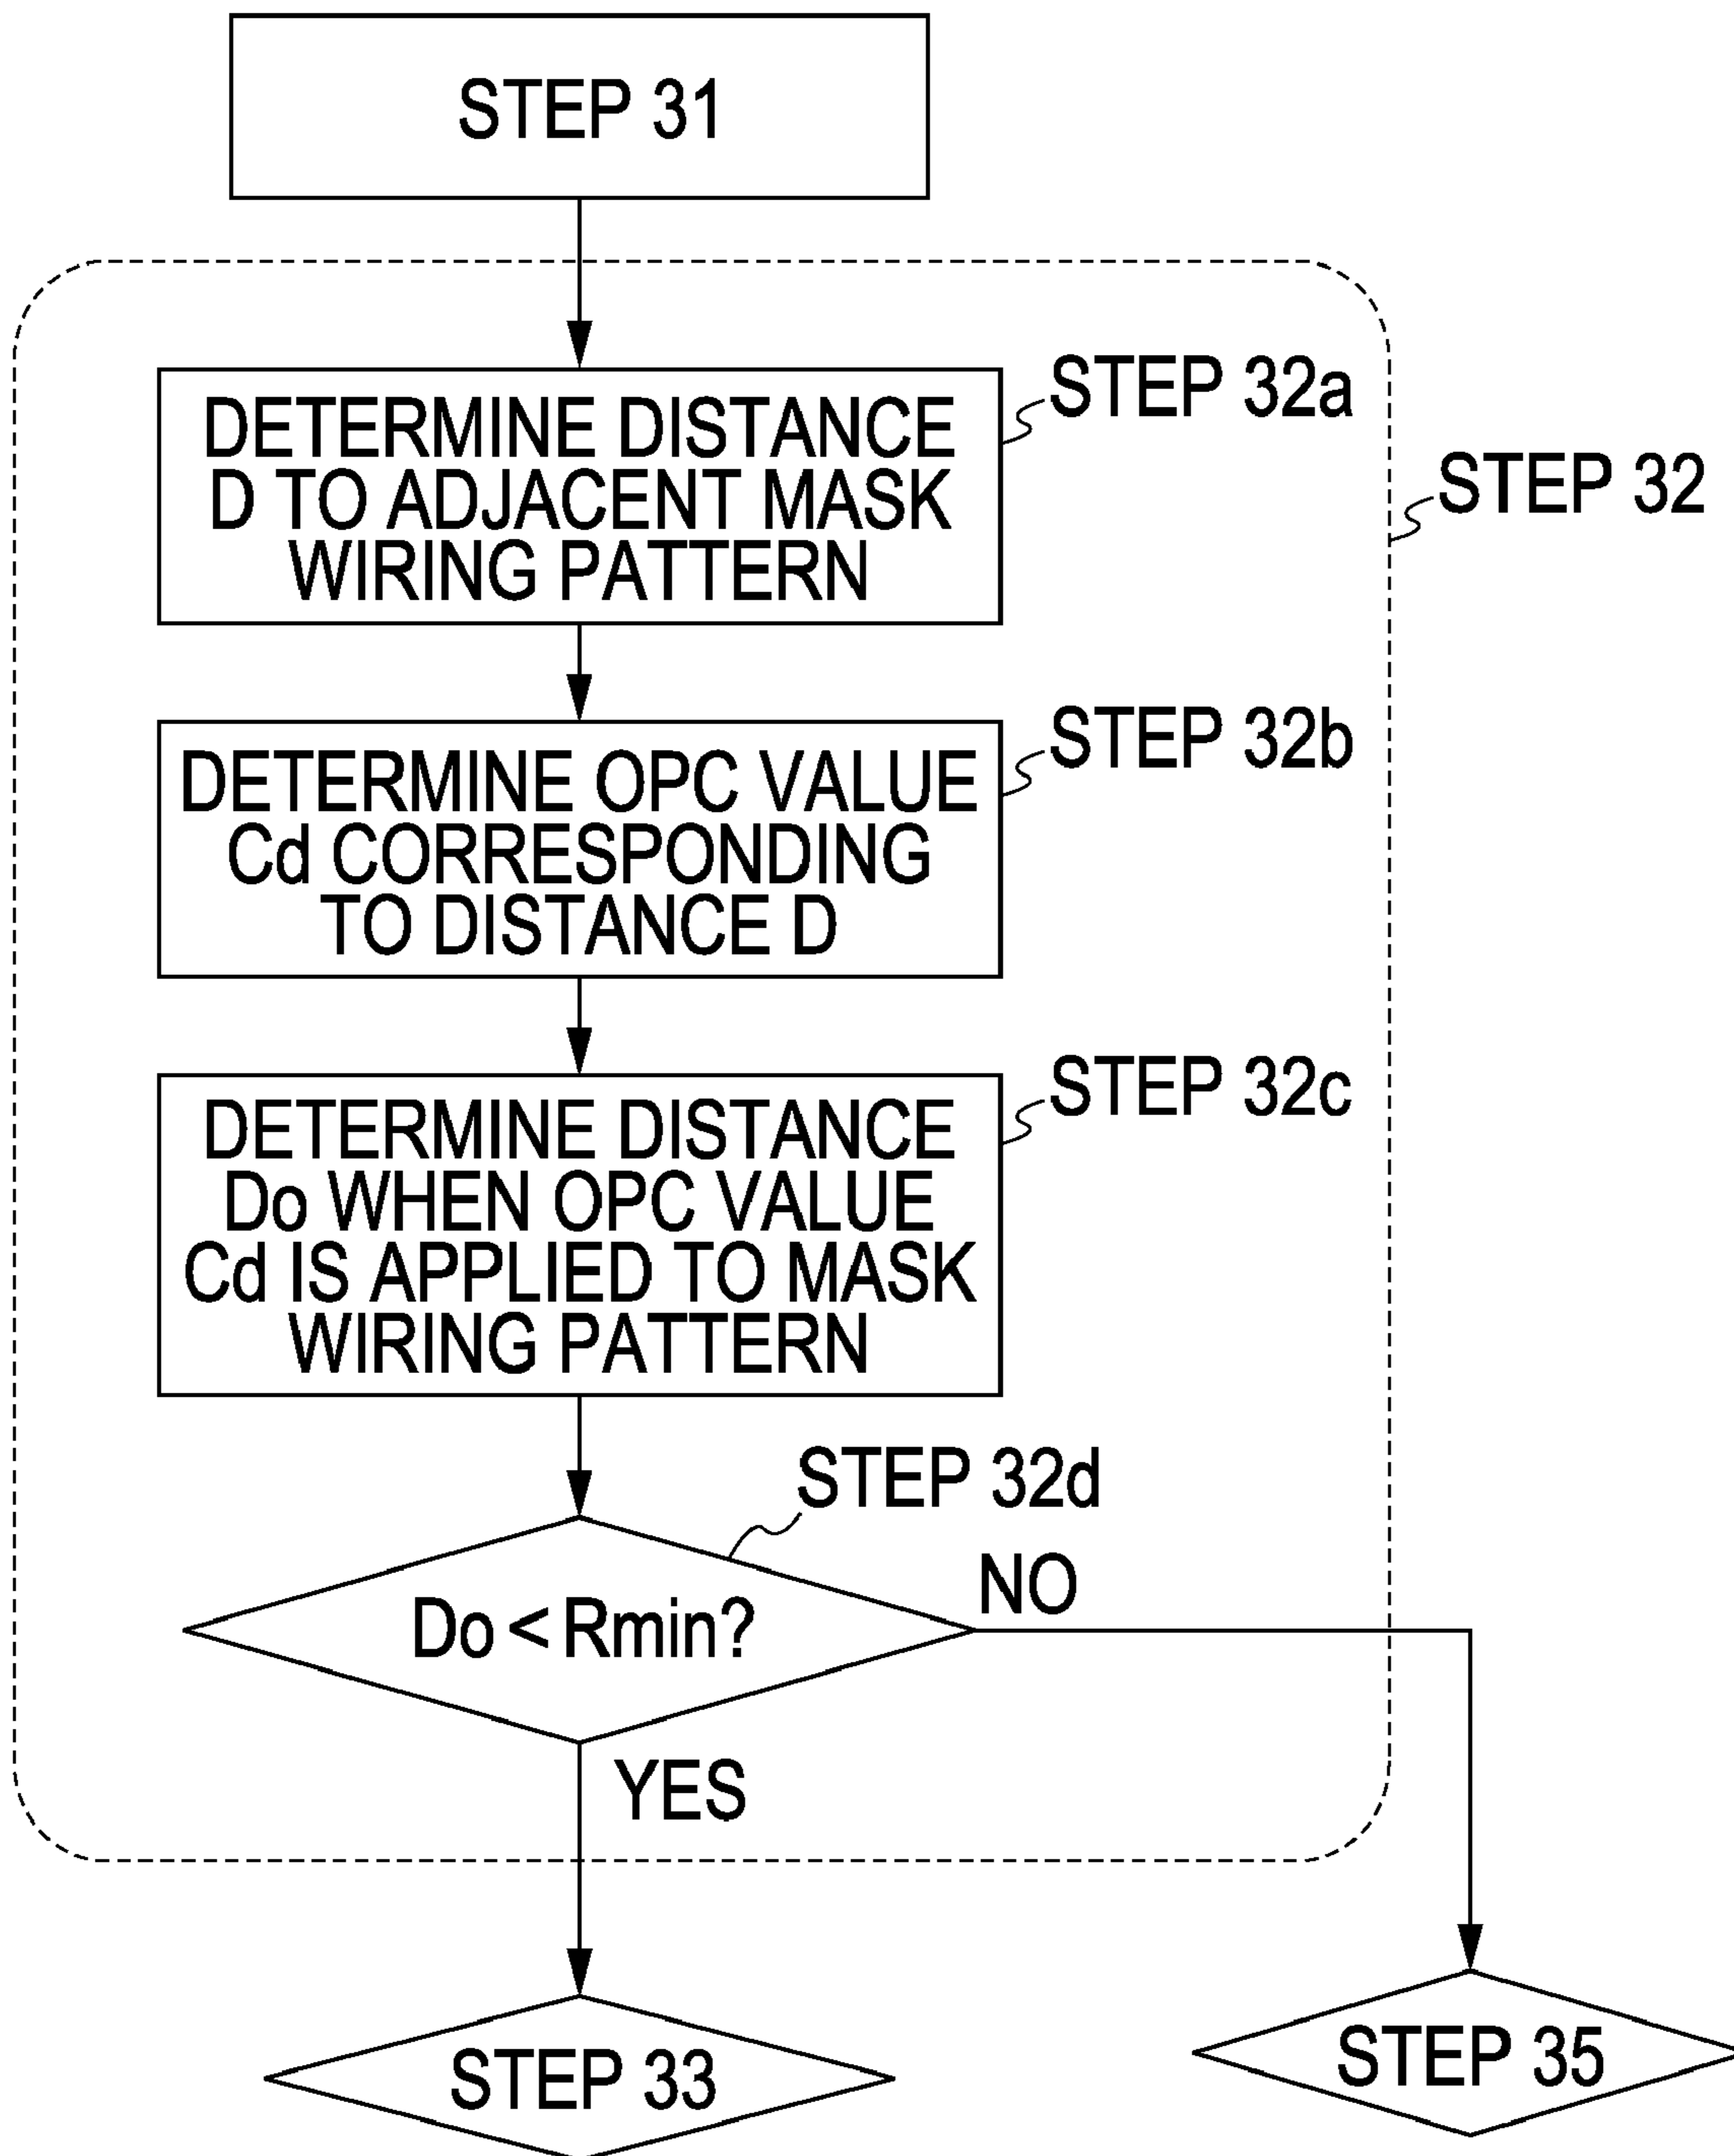 STEP 31
DETERMINE DISTANCE
D TO ADJACENT MASK
WIRING PATTERN
STEP 32a
STEP 32
DETERMINE OPC VALUE
Cd CORRESPONDING
TO DISTANCE D
STEP 32b
DETERMINE DISTANCE
Do WHEN OPC VALUE
Cd IS APPLIED TO MASK
WIRING PATTERN
STEP 32c
STEP 32d
Do < Rmin?
NO
YES
STEP 33
STEP 35